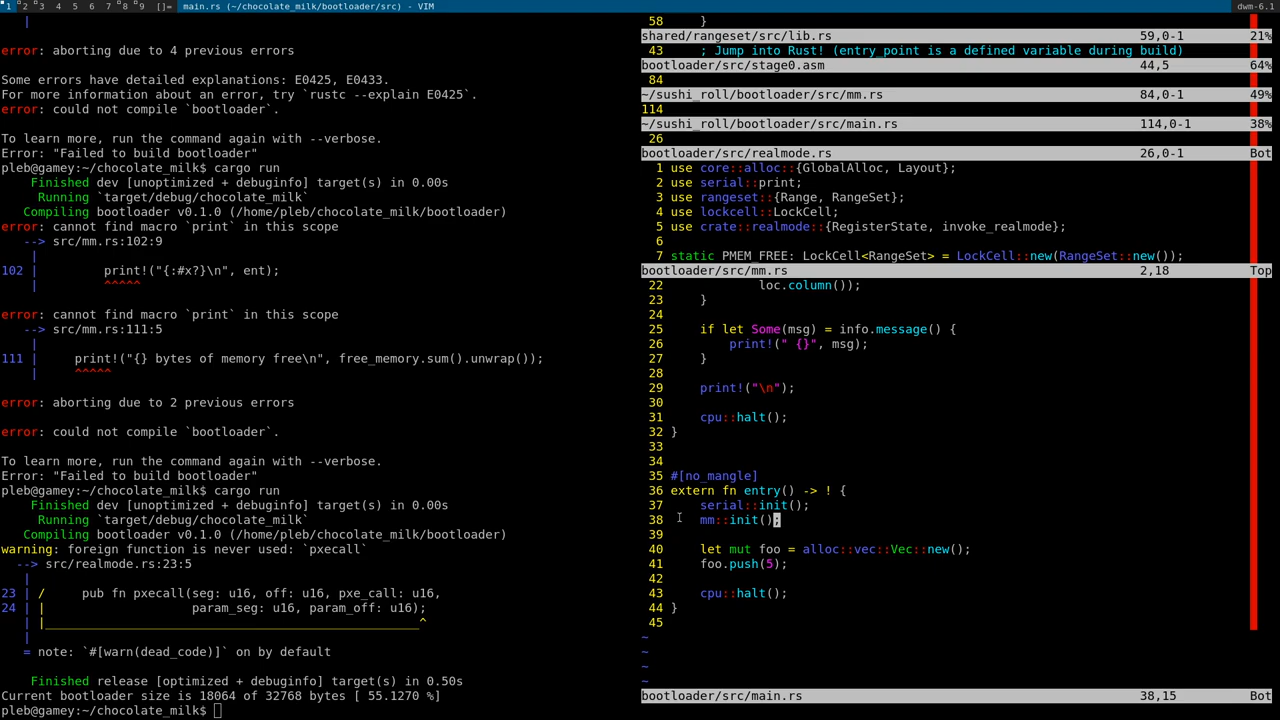 1 2 3 4 5 6 7 8 9 []= main.rs (~/chocolate_milk/bootloader/src) - VIM dwm-6.1
|
error: aborting due to 4 previous errors
Some errors have detailed explanations: E0425, E0433.
For more information about an error, try `rustc --explain E0425`.
error: could not compile `bootloader`.
To learn more, run the command again with --verbose.
Error: "Failed to build bootloader"
pleb@gamey:~/chocolate_milk$ cargo run
Finished dev [unoptimized + debuginfo] target(s) in 0.00s
Running `target/debug/chocolate_milk`
Compiling bootloader v0.1.0 (/home/pleb/chocolate_milk/bootloader)
error: cannot find macro `print` in this scope
--> src/mm.rs:102:9
|
102 | print!("{:#x?}\n", ent);
| ^^^^^
error: cannot find macro `print` in this scope
--> src/mm.rs:111:5
|
111 | print!("{} bytes of memory free\n", free_memory.sum().unwrap());
| ^^^^^
error: aborting due to 2 previous errors
error: could not compile `bootloader`.
To learn more, run the command again with --verbose.
Error: "Failed to build bootloader"
pleb@gamey:~/chocolate_milk$ cargo run
Finished dev [unoptimized + debuginfo] target(s) in 0.00s
Running `target/debug/chocolate_milk`
Compiling bootloader v0.1.0 (/home/pleb/chocolate_milk/bootloader)
warning: foreign function is never used: `pxecall`
--> src/realmode.rs:23:5
|
23 | / pub fn pxecall(seg: u16, off: u16, pxe_call: u16,
24 | | param_seg: u16, param_off: u16);
| |_____________________________________________________^
|
= note: `#[warn(dead_code)]` on by default
Finished release [optimized + debuginfo] target(s) in 0.50s
Current bootloader size is 18064 of 32768 bytes [ 55.1270 %]
pleb@gamey:~/chocolate_milk$
58 }
shared/rangeset/src/lib.rs 59,0-1 21%
43 ; Jump into Rust! (entry_point is a defined variable during build)
bootloader/src/stage0.asm 44,5 64%
84
~/sushi_roll/bootloader/src/mm.rs 84,0-1 49%
114
~/sushi_roll/bootloader/src/main.rs 114,0-1 38%
26
bootloader/src/realmode.rs 26,0-1 Bot
1 use core::alloc::{GlobalAlloc, Layout};
2 use serial::print;
3 use rangeset::{Range, RangeSet};
4 use lockcell::LockCell;
5 use crate::realmode::{RegisterState, invoke_realmode};
6
7 static PMEM_FREE: LockCell<RangeSet> = LockCell::new(RangeSet::new());
bootloader/src/mm.rs 2,18 Top
22 loc.column());
23 }
24
25 if let Some(msg) = info.message() {
26 print!(" {}", msg);
27 }
28
29 print!("\n");
30
31 cpu::halt();
32 }
33
34
35 #[no_mangle]
36 extern fn entry() -> ! {
37 serial::init();
38 mm::init();
39
40 let mut foo = alloc::vec::Vec::new();
41 foo.push(5);
42
43 cpu::halt();
44 }
45
~
~
~
~
bootloader/src/main.rs 38,15 Bot